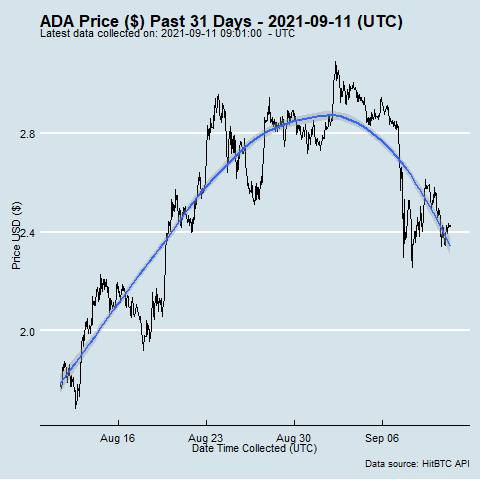 ADA Price ($) Past 31 Days - 2021-09-11 (UTC)
Latest data collected on: 2021-09-11 09:01:00 - UTC
Price USD ($)
2.8
2.4
2.0
Aug 16 Aug 23 Aug 30 Sep 06
Date Time Collected (UTC)
Data source: HitBTC API